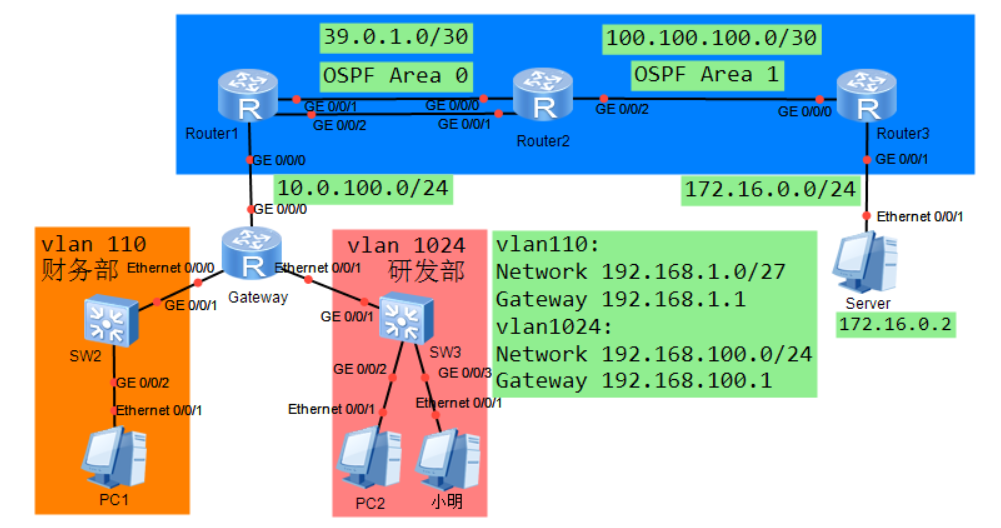 39.0.1.0/30
100.100.100.0/30
OSPF Area 0
OSPF Area 1
R
R
R
GE 0/0/1
GE 0/0/0
GE 0/0/2
GE 0/0/0
GE 0/0/2
GE 0/0/1
Router1
Router2
Router3
GE 0/0/0
GE 0/0/1
10.0.100.0/24
172.16.0.0/24
GE 0/0/0
Ethernet 0/0/1
vlan 110
财务部
Ethernet 0/0/0
R
Ethernet 0/0/1
Gateway
GE 0/0/1
SW2
GE 0/0/2
Ethernet 0/0/1
PC1
vlan 1024
研发部
GE 0/0/1
SW3
GE 0/0/2
GE 0/0/3
Ethernet 0/0/1
Ethernet 0/0/1
PC2
小明
vlan110:
Network 192.168.1.0/27
Gateway 192.168.1.1
vlan1024:
Network 192.168.100.0/24
Gateway 192.168.100.1
Server
172.16.0.2